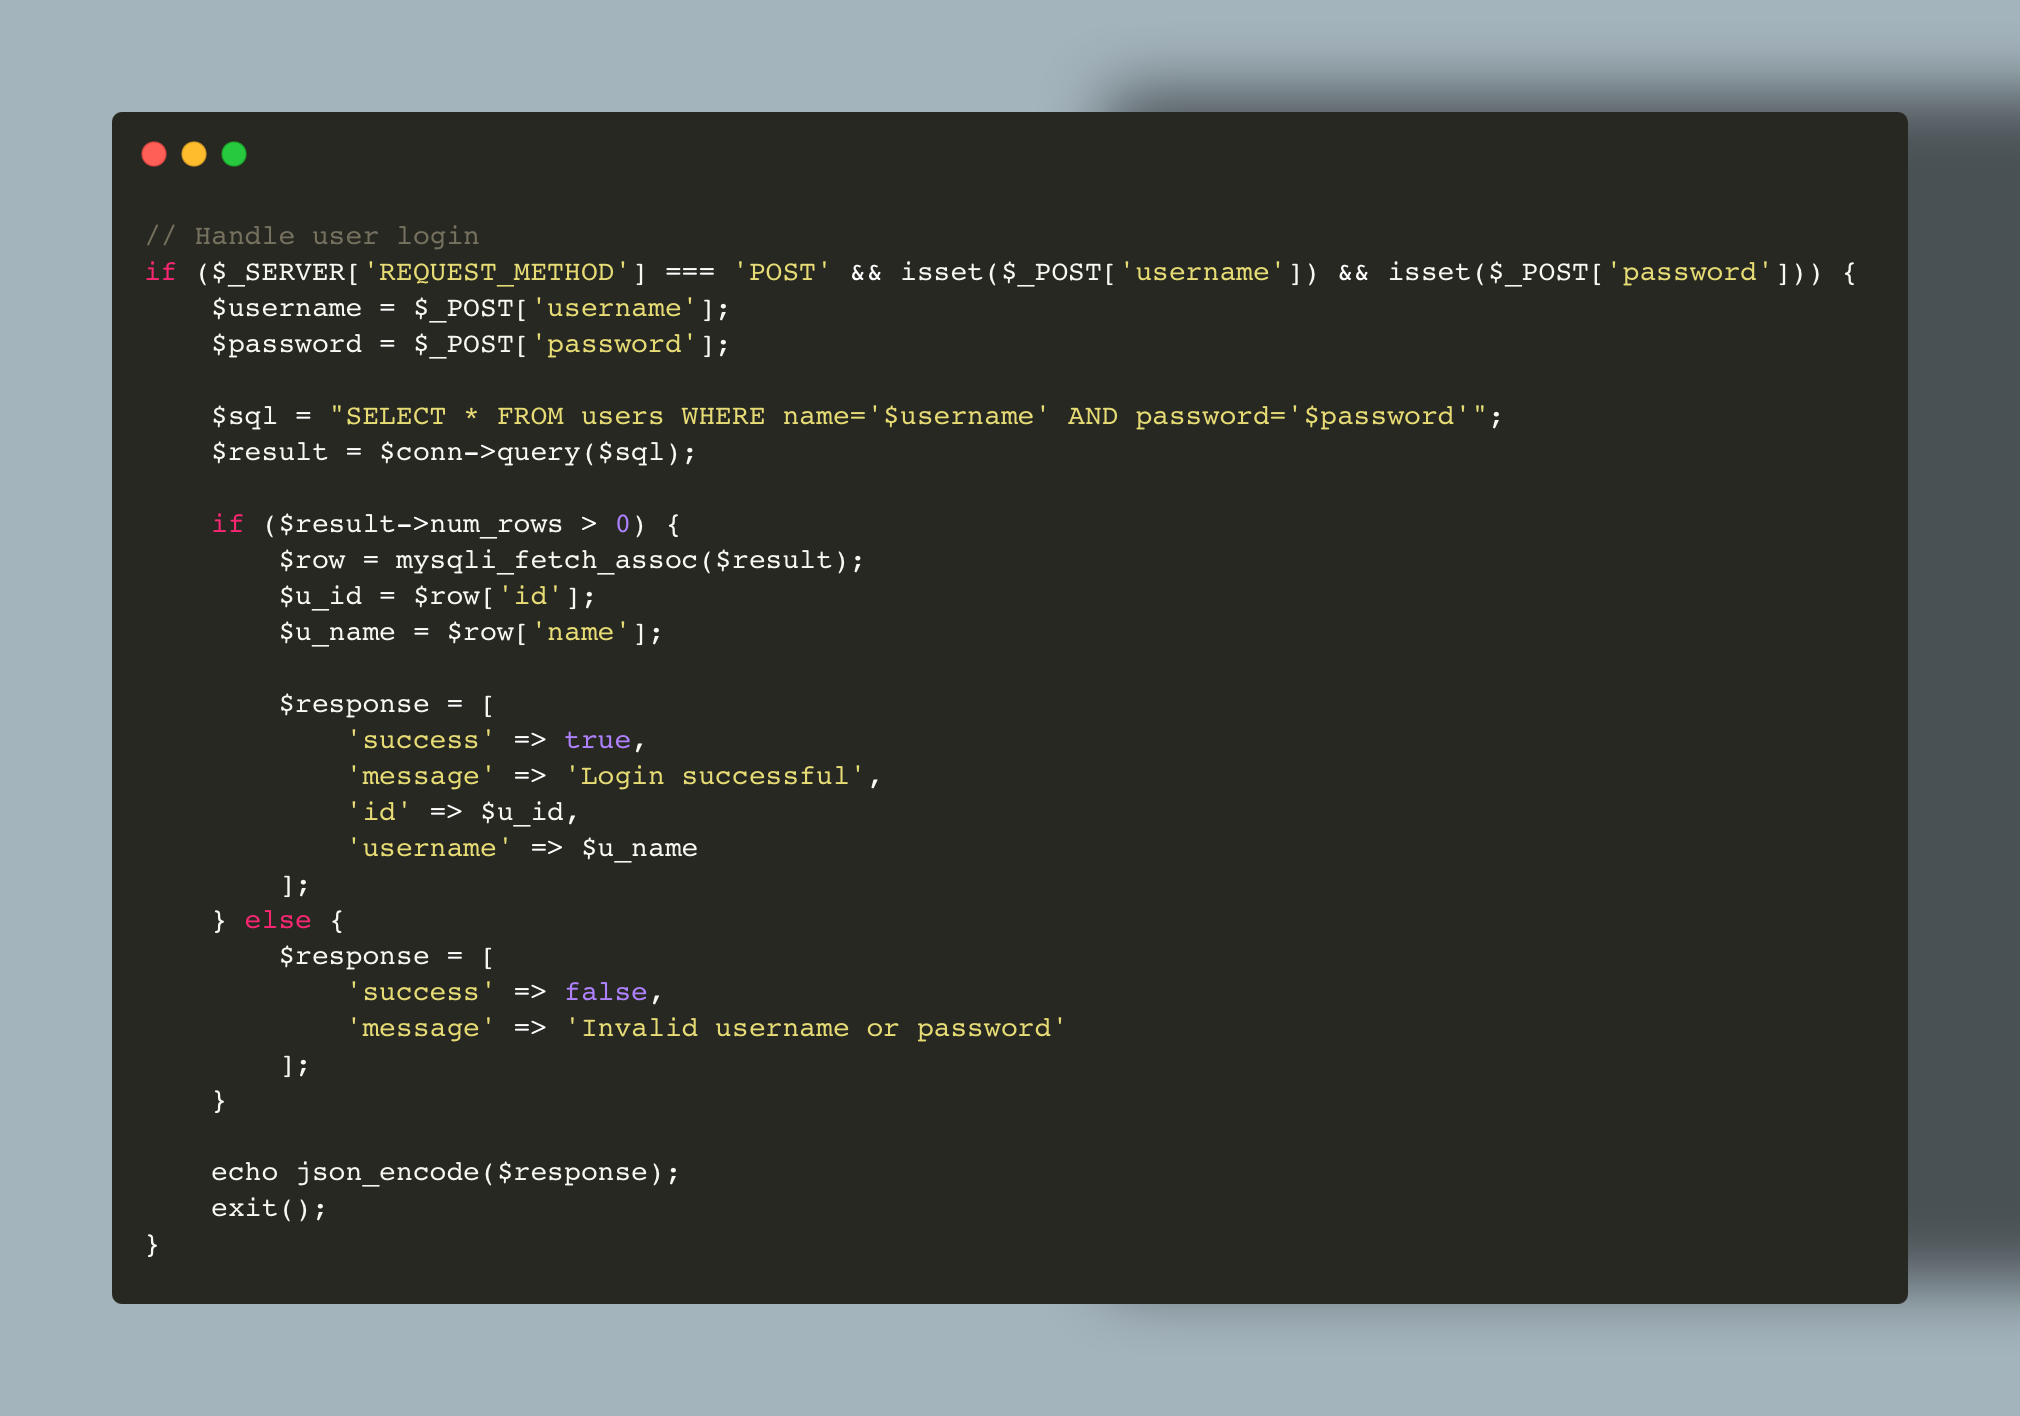 // Handle user login
if ($_SERVER['REQUEST_METHOD'] === 'POST' && isset($_POST['username']) && isset($_POST['password'])) {
    $username = $_POST['username'];
    $password = $_POST['password'];

    $sql = "SELECT * FROM users WHERE name='$username' AND password='$password'";
    $result = $conn->query($sql);

    if ($result->num_rows > 0) {
        $row = mysqli_fetch_assoc($result);
        $u_id = $row['id'];
        $u_name = $row['name'];

        $response = [
            'success' => true,
            'message' => 'Login successful',
            'id' => $u_id,
            'username' => $u_name
        ];
    } else {
        $response = [
            'success' => false,
            'message' => 'Invalid username or password'
        ];
    }

    echo json_encode($response);
    exit();
}